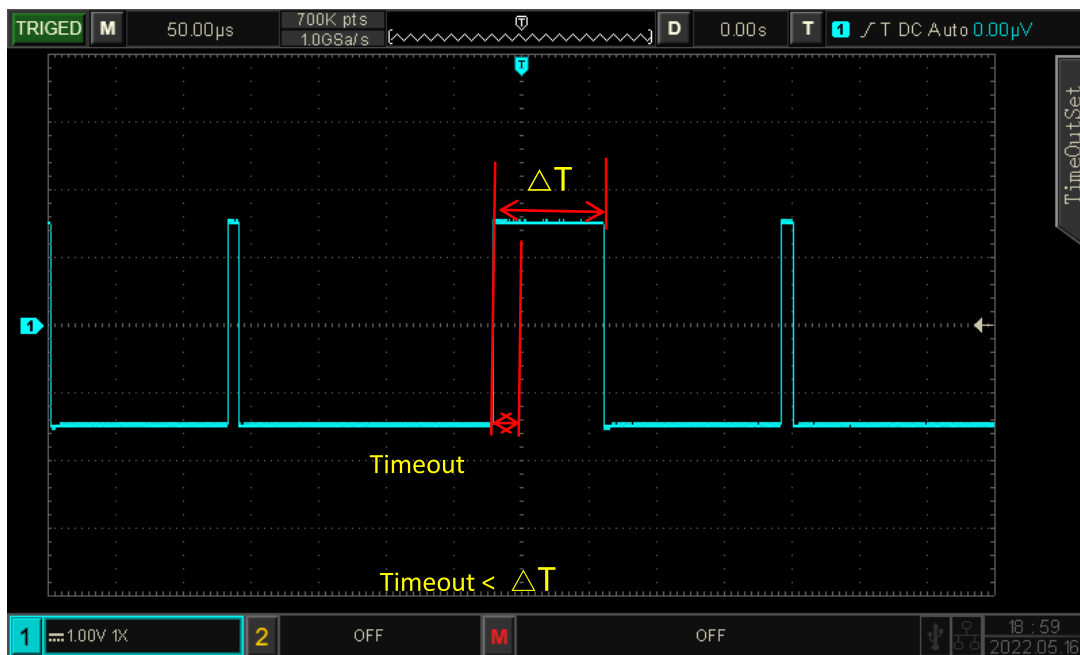 TRIGED M 50.00μs 700K pts D 0.00s T 1 T DC Auto 0.00μV
1.0GSa/s
T
T
TimeOutSet
△T
1
Timeout
Timeout < △T
1 1.00V 1X 2 OFF M OFF 18:59
2022.05.16